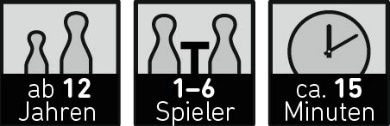 ab 12
Jahren
1–6
Spieler
ca. 15
Minuten